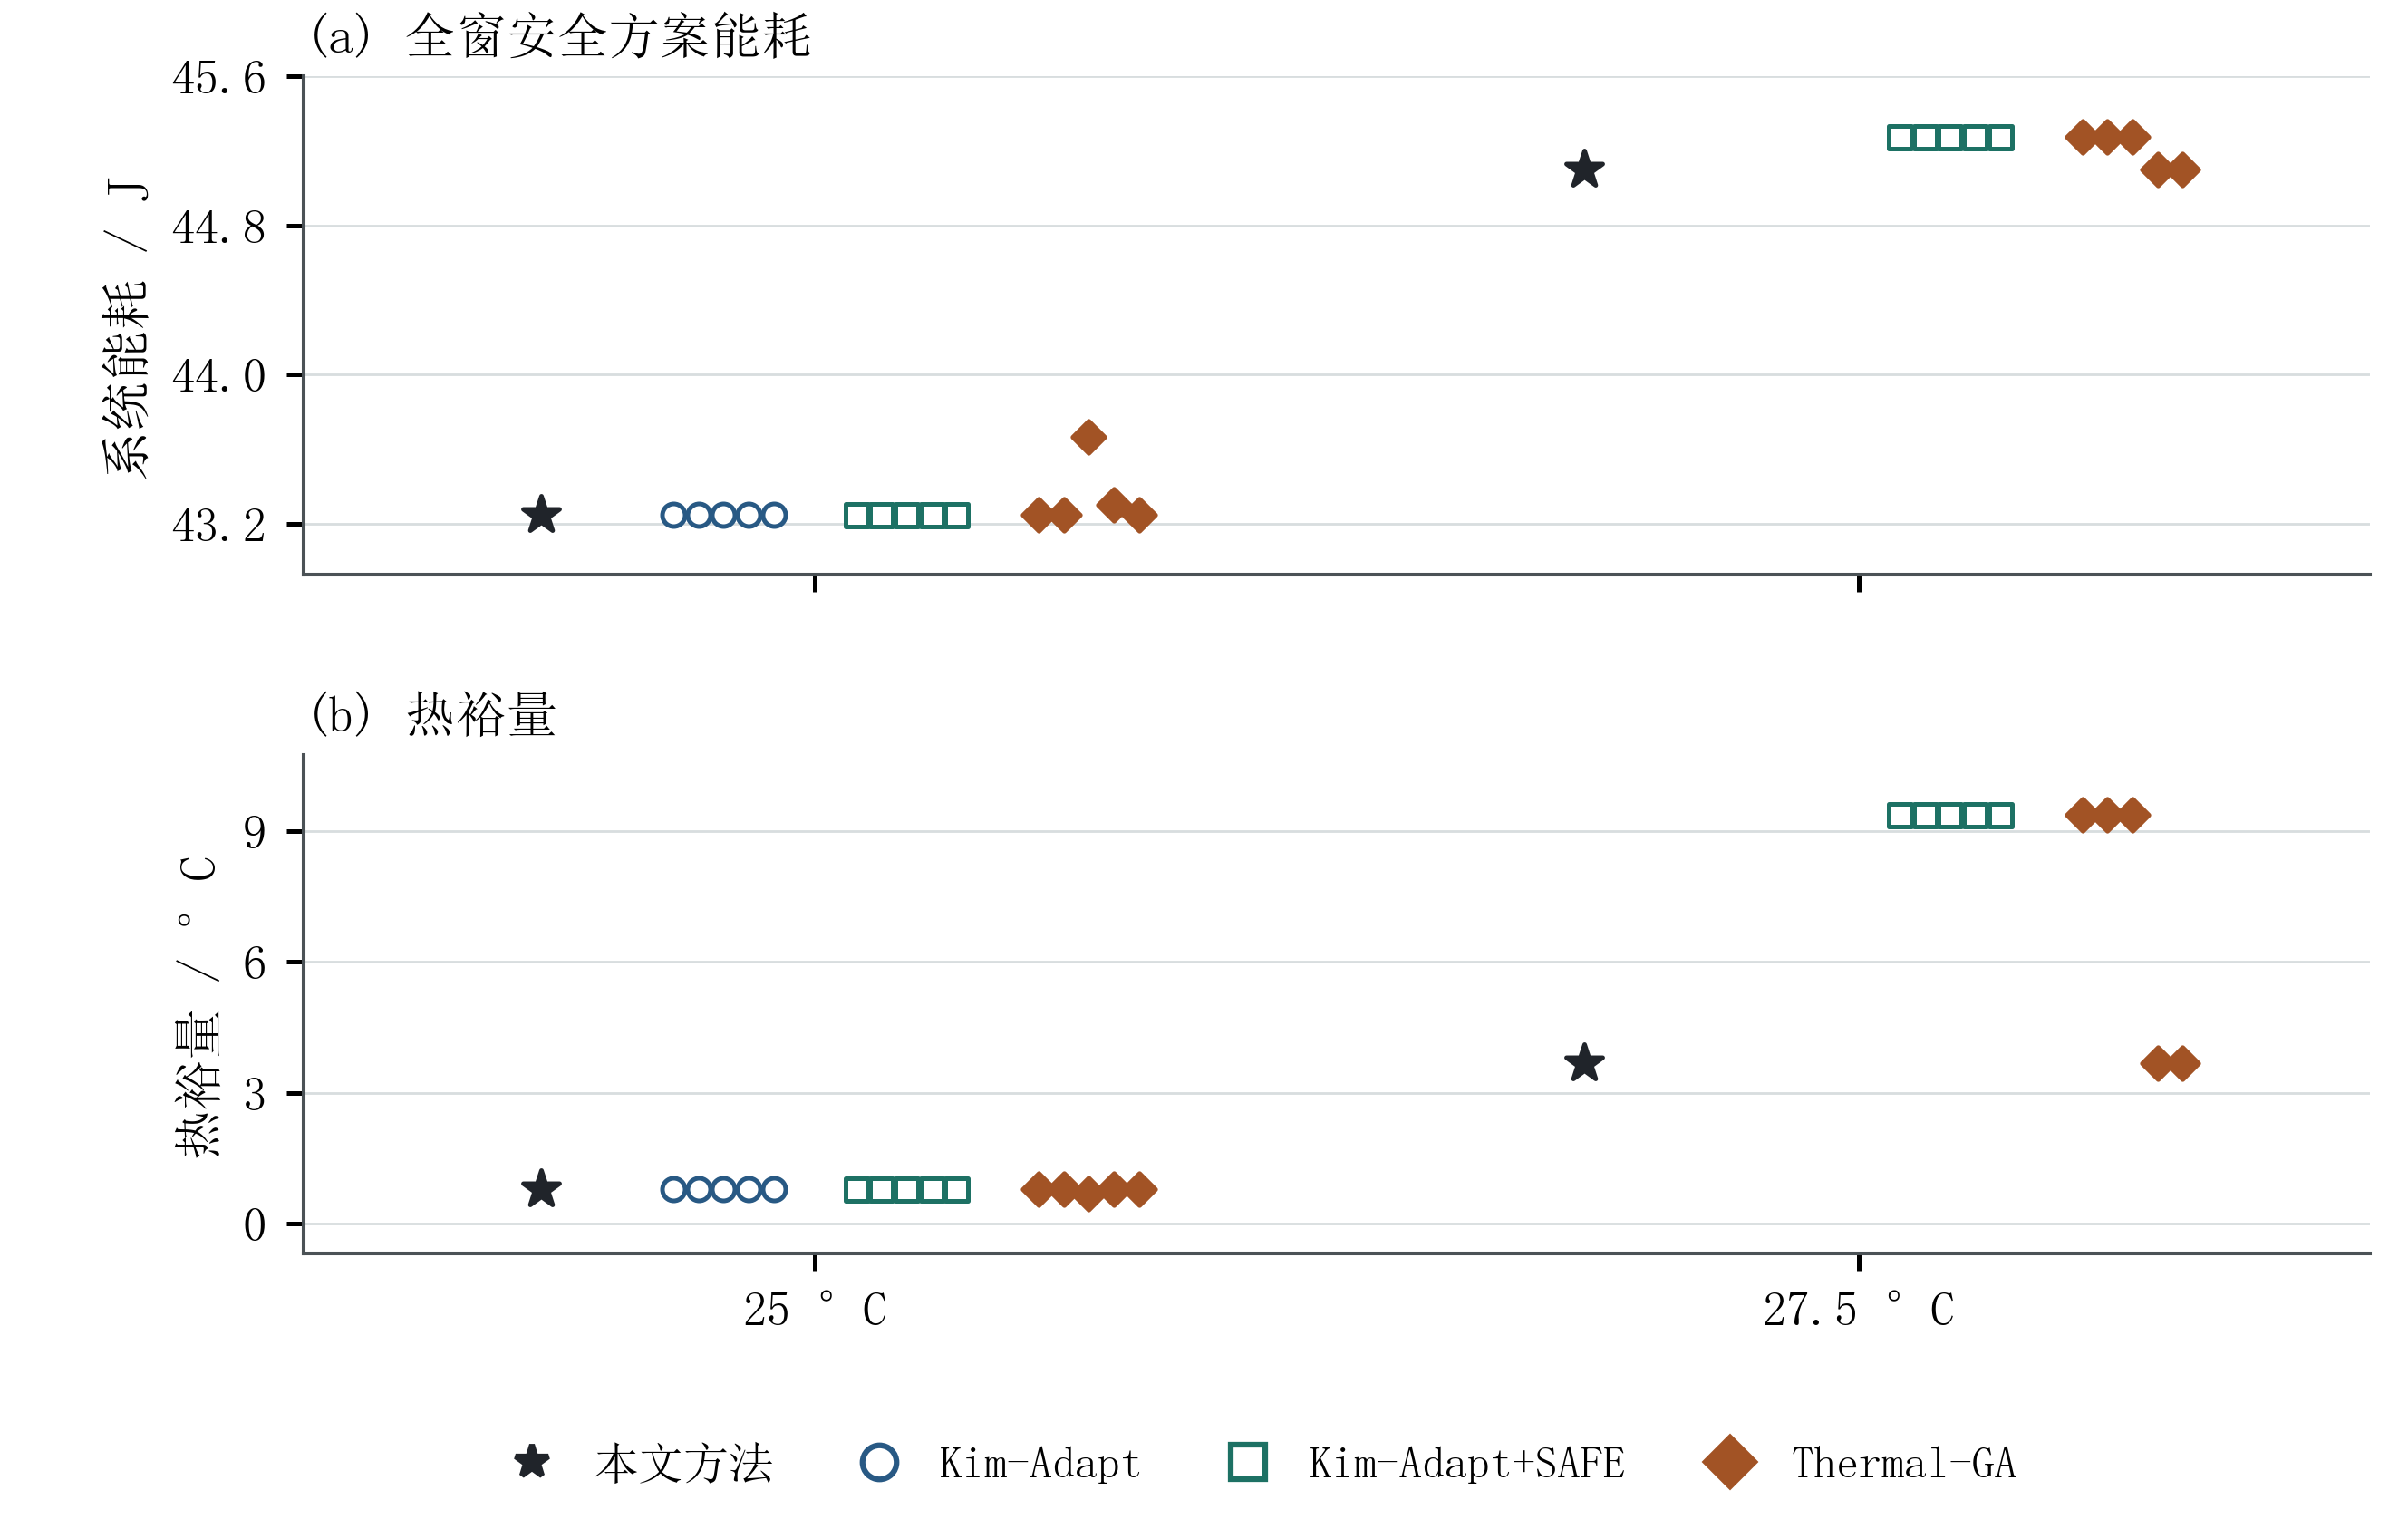 (a) 全窗安全方案能耗
系统能耗 / J
45.6
44.8
44.0
43.2
(b) 热裕量
热裕量 / °C
9
6
3
0
25 °C
27.5 °C
本文方法
Kim-Adapt
Kim-Adapt+SAFE
Thermal-GA